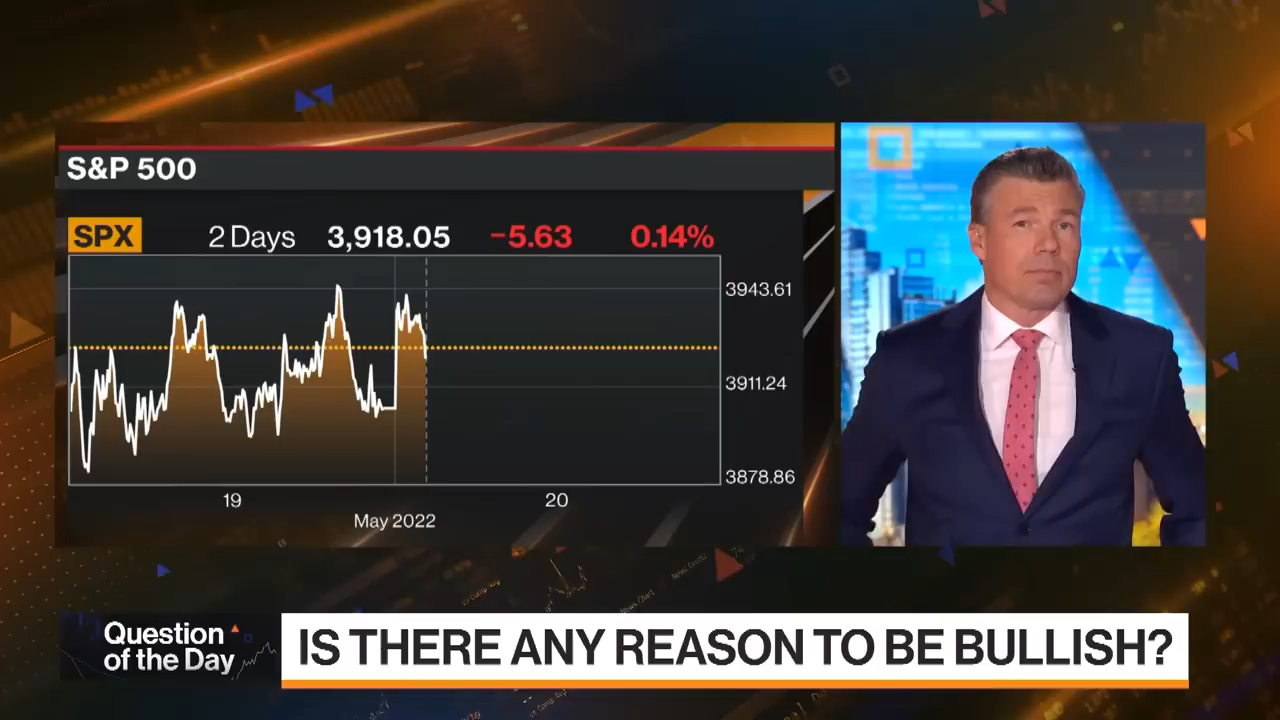 S&P 500
SPX 2 Days 3,918.05 −5.63 0.14%
3943.61
3911.24
3878.86
19 20
May 2022
Question
of the Day
IS THERE ANY REASON TO BE BULLISH?